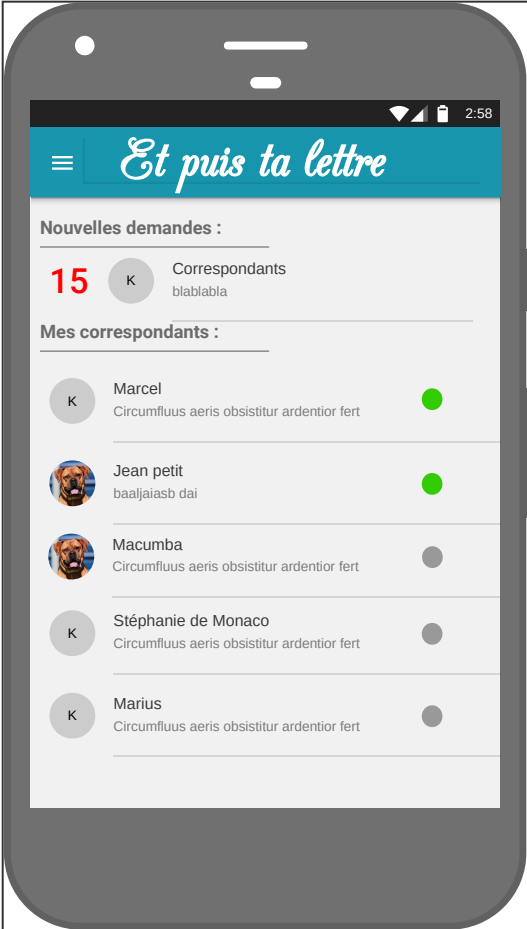 2:58
Et puis ta lettre
Nouvelles demandes :
15
K
Correspondants
blablabla
Mes correspondants :
K
Marcel
Circumfluus aeris obsistitur ardentior fert
Jean petit
baaljaiasb dai
Macumba
Circumfluus aeris obsistitur ardentior fert
K
Stéphanie de Monaco
Circumfluus aeris obsistitur ardentior fert
K
Marius
Circumfluus aeris obsistitur ardentior fert